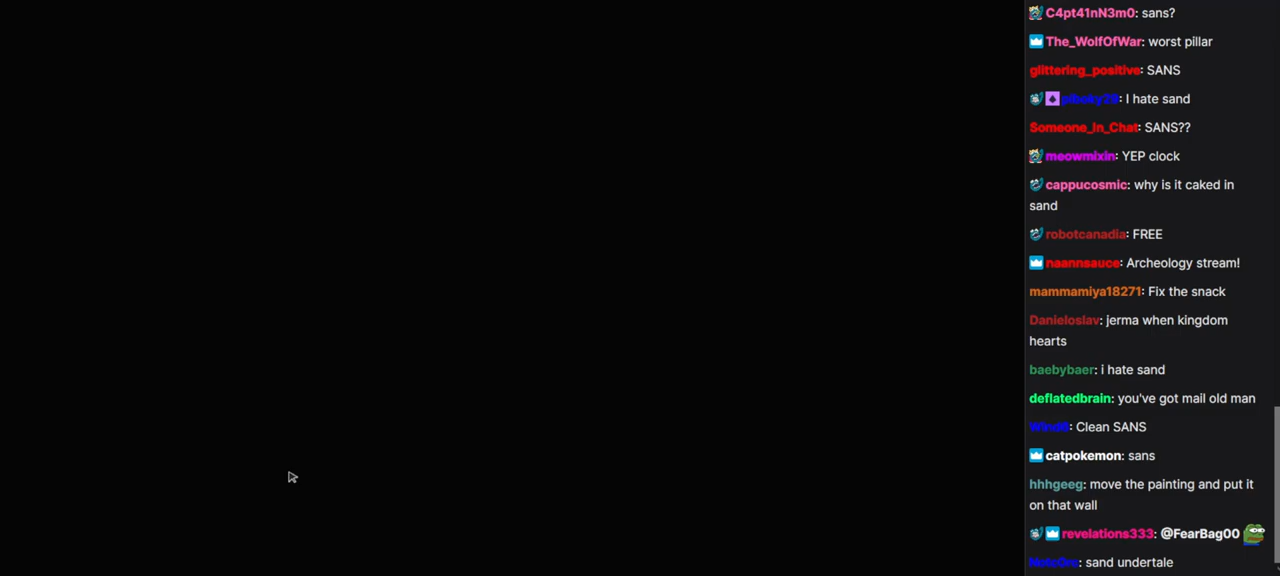 C4pt41nN3m0: sans?
The_WolfOfWar: worst pillar
glittering_positive: SANS
piboky29: I hate sand
Someone_In_Chat: SANS??
meowmixin: YEP clock
cappucosmic: why is it caked in
sand
robotcanadia: FREE
naannsauce: Archeology stream!
mammamiya18271: Fix the snack
Danieloslav: jerma when kingdom
hearts
baebybaer: i hate sand
deflatedbrain: you've got mail old man
: Clean SANS
catpokemon: sans
hhhgeeg: move the painting and put it
on that wall
revelations333: @FearBag00
: sand undertale